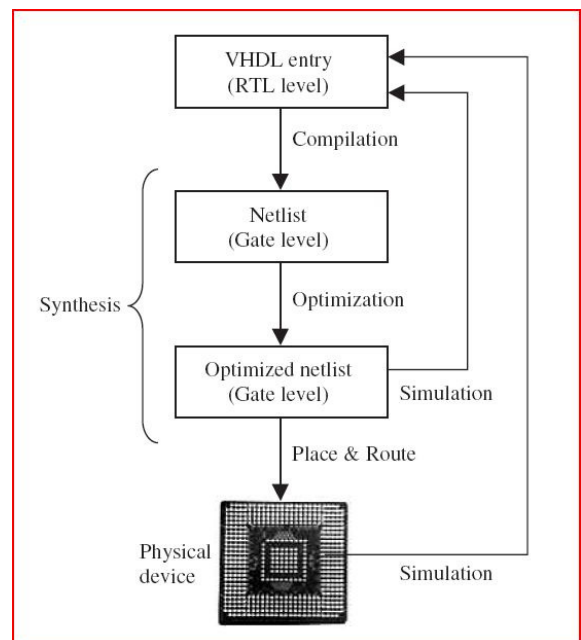 VHDL entry
(RTL level)
Compilation
Netlist
(Gate level)
Synthesis
Optimization
Optimized netlist
(Gate level)
Simulation
Place & Route
Physical
device
Simulation